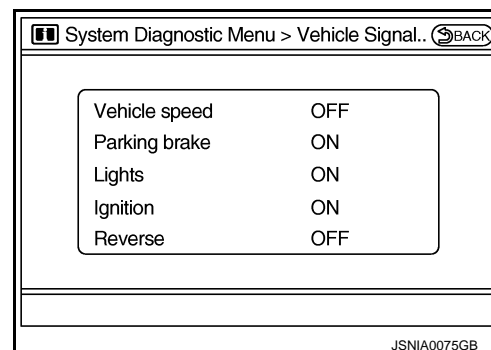 System Diagnostic Menu > Vehicle Signal.. BACK
Vehicle speed OFF
Parking brake ON
Lights ON
Ignition ON
Reverse OFF
JSNIA0075GB